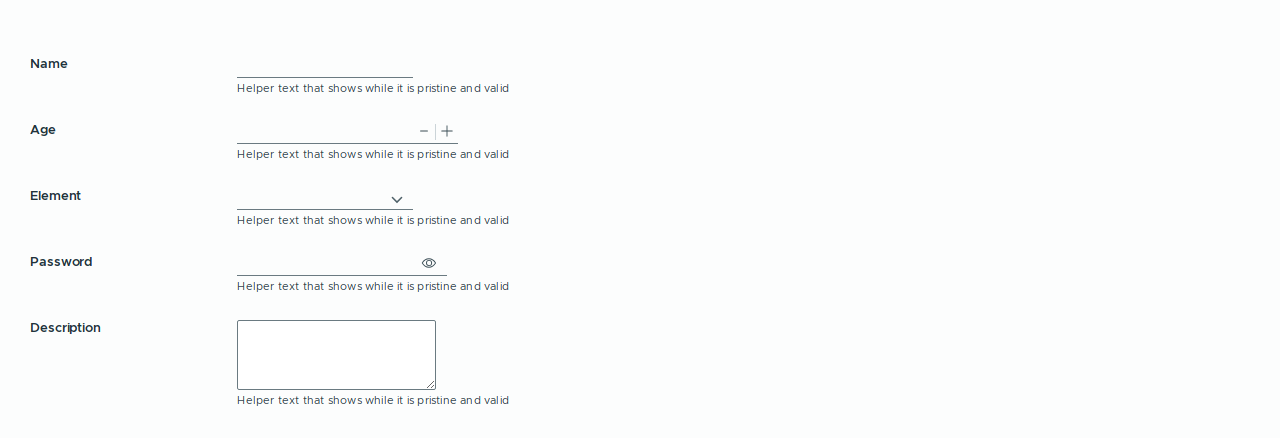 Name
Helper text that shows while it is pristine and valid
Age
Helper text that shows while it is pristine and valid
Element
Helper text that shows while it is pristine and valid
Password
Helper text that shows while it is pristine and valid
Description
Helper text that shows while it is pristine and valid